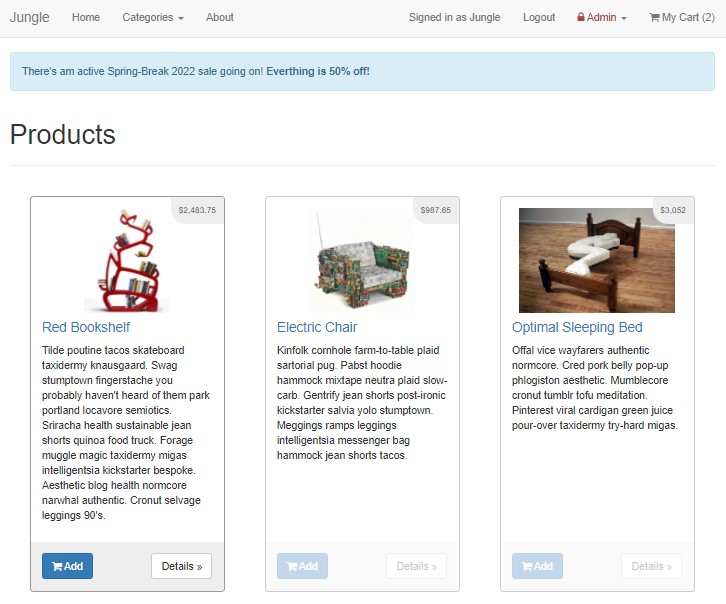 Jungle Home Categories About Signed in as Jungle Logout Admin My Cart (2)
There's am active Spring-Break 2022 sale going on! Everthing is 50% off!
Products
$2,483.75
Red Bookshelf
Tilde poutine tacos skateboard
taxidermy knausgaard. Swag
stumptown fingerstache you
probably haven't heard of them park
portland locavore semiotics.
Sriracha health sustainable jean
shorts quinoa food truck. Forage
muggle magic taxidermy migas
intelligentsia kickstarter bespoke.
Aesthetic blog health normcore
narwhal authentic. Cronut selvage
leggings 90's.
Add Details »
$987.65
Electric Chair
Kinfolk cornhole farm-to-table plaid
sartorial pug. Pabst hoodie
hammock mixtape neutra plaid slow-
carb. Gentrify jean shorts post-ironic
kickstarter salvia yolo stumptown.
Meggings ramps leggings
intelligentsia messenger bag
hammock jean shorts tacos.
Add Details »
$3,052
Optimal Sleeping Bed
Offal vice wayfarers authentic
normcore. Cred pork belly pop-up
phlogiston aesthetic. Mumblecore
cronut tumblr tofu meditation.
Pinterest viral cardigan green juice
pour-over taxidermy try-hard migas.
Add Details »